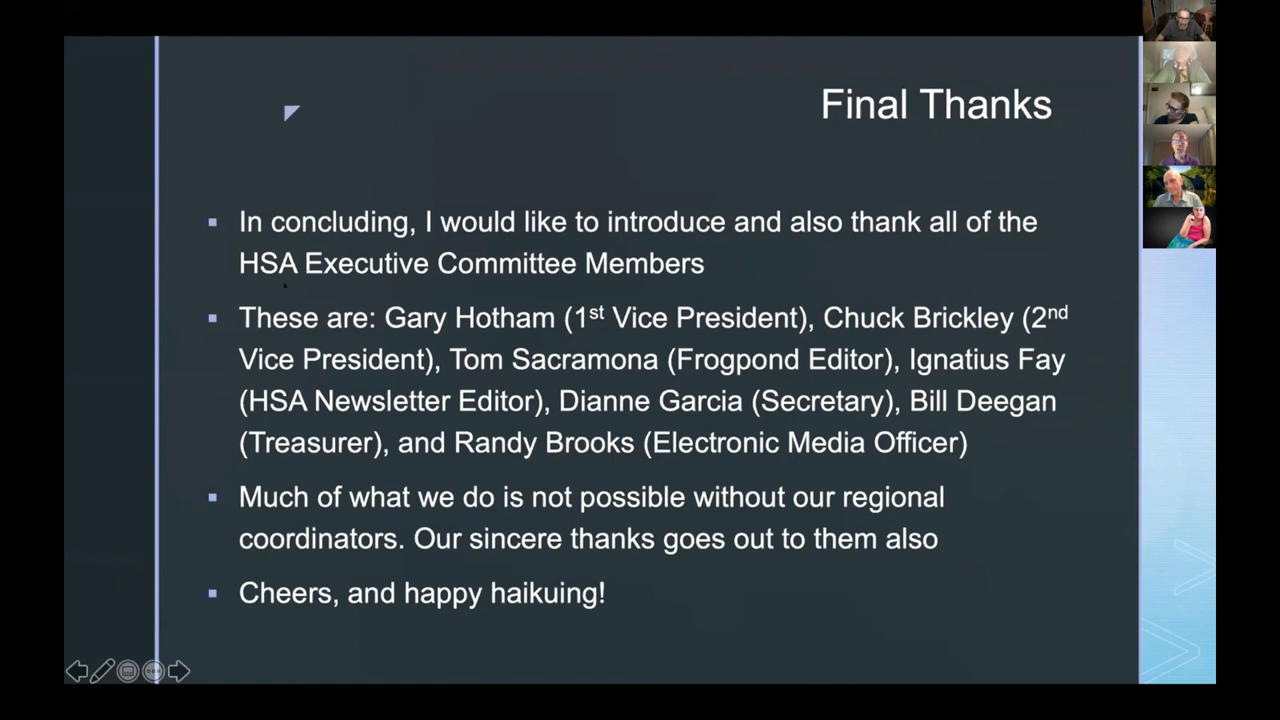 Final Thanks
In concluding, I would like to introduce and also thank all of the
HSA Executive Committee Members
These are: Gary Hotham (1st Vice President), Chuck Brickley (2nd
Vice President), Tom Sacramona (Frogpond Editor), Ignatius Fay
(HSA Newsletter Editor), Dianne Garcia (Secretary), Bill Deegan
(Treasurer), and Randy Brooks (Electronic Media Officer)
Much of what we do is not possible without our regional
coordinators. Our sincere thanks goes out to them also
Cheers, and happy haikuing!